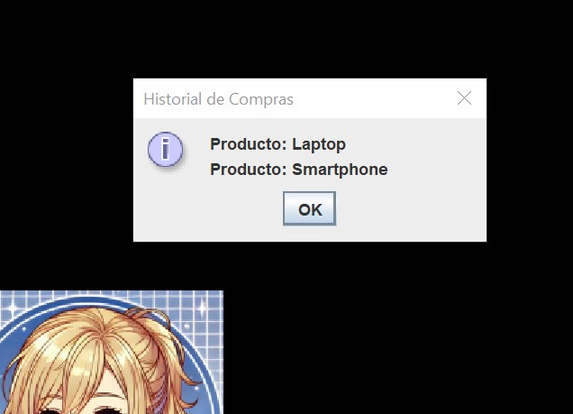 Historial de Compras
Producto: Laptop
Producto: Smartphone
OK